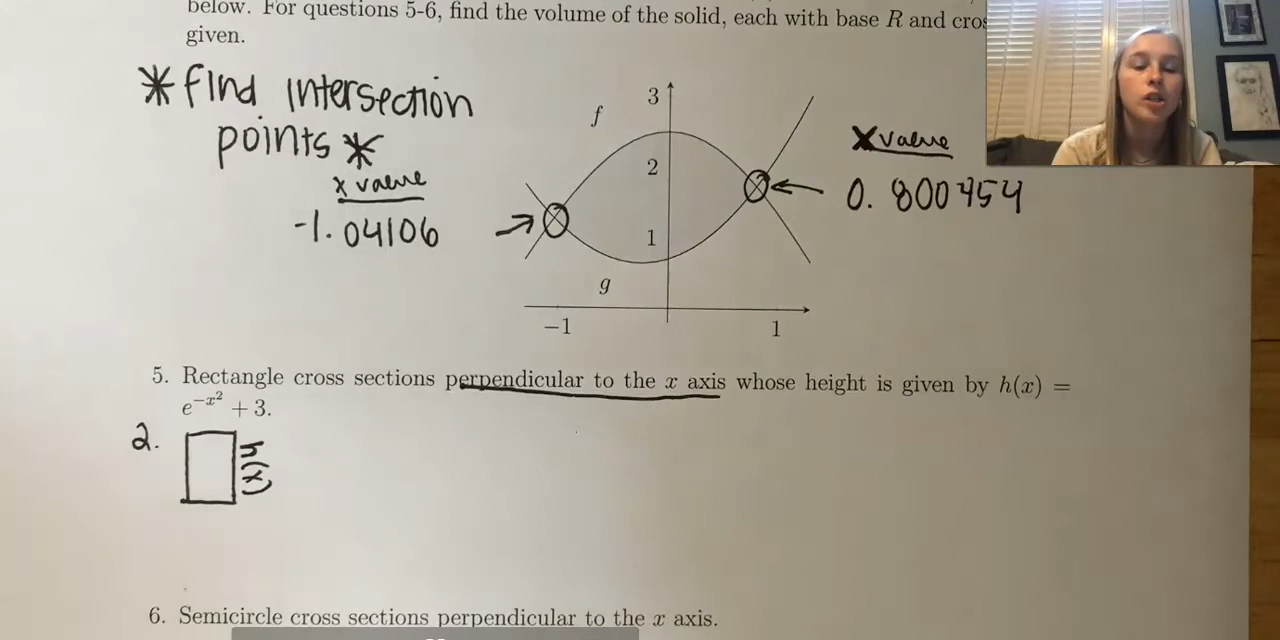 below. For questions 5-6, find the volume of the solid, each with base R and
given.
* find intersection
points *
x value
-1.04106
f
3
2
1
g
-1
1
x value
0.800454
5. Rectangle cross sections perpendicular to the x axis whose height is given by h(x) =
e^{-x^2} + 3.
2.
h(x)
6. Semicircle cross sections perpendicular to the x axis.